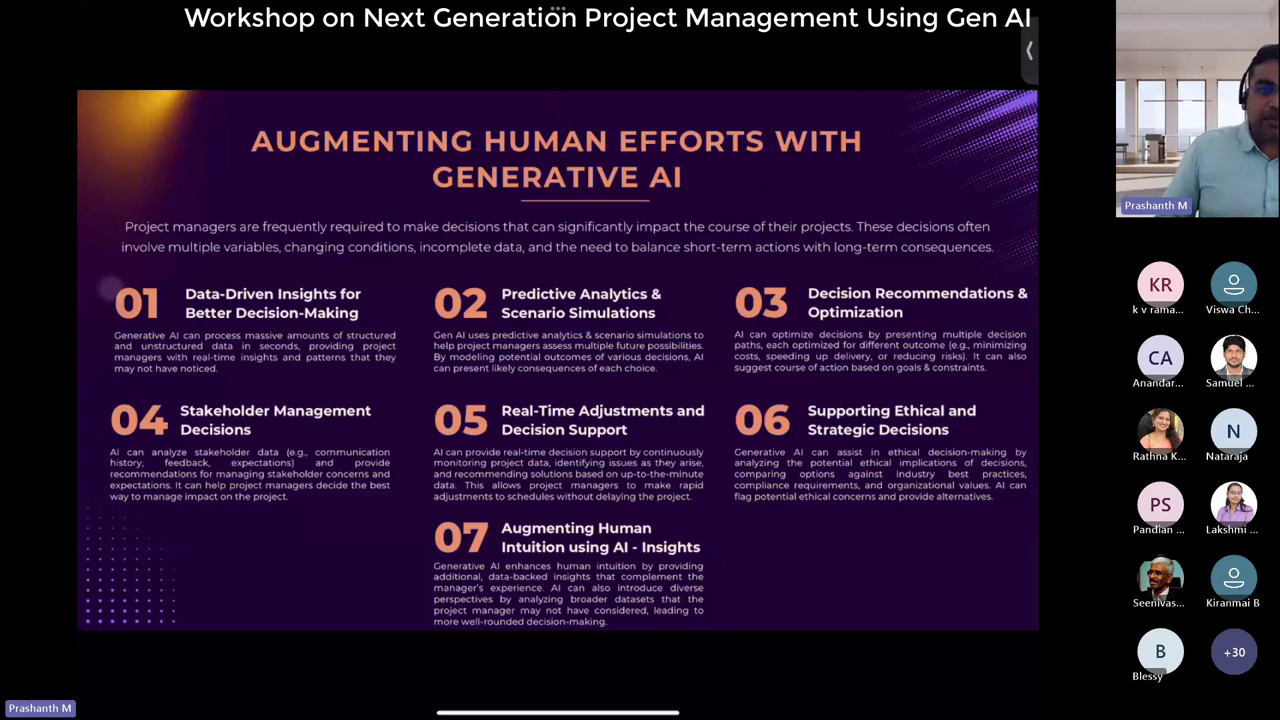 Workshop on Next Generation Project Management Using Gen AI
AUGMENTING HUMAN EFFORTS WITH
GENERATIVE AI
Project managers are frequently required to make decisions that can significantly impact the course of their projects. These decisions often
involve multiple variables, changing conditions, incomplete data, and the need to balance short-term actions with long-term consequences.
01
Data-Driven Insights for
Better Decision-Making
Generative AI can process massive amounts of structured
and unstructured data in seconds, providing project
managers with real-time insights and patterns that they
may not have noticed.
02
Predictive Analytics &
Scenario Simulations
Gen AI uses predictive analytics & scenario simulations to
help project managers assess multiple future possibilities.
By modeling potential outcomes of various decisions, AI
can present likely consequences of each choice.
03
Decision Recommendations &
Optimization
AI can optimize decisions by presenting multiple decision
paths, each optimized for different outcome (e.g., minimizing
costs, speeding up delivery, or reducing risks). It can also
suggest course of action based on goals & constraints.
04
Stakeholder Management
Decisions
AI can analyze stakeholder data (e.g., communication
history, feedback, expectations) and provide
recommendations for managing stakeholder concerns and
expectations. It can help project managers decide the best
way to manage impact on the project.
05
Real-Time Adjustments and
Decision Support
AI can provide real-time decision support by continuously
monitoring project data, identifying issues as they arise,
and recommending solutions based on up-to-the-minute
data. This allows project managers to make rapid
adjustments to schedules without delaying the project.
06
Supporting Ethical and
Strategic Decisions
Generative AI can assist in ethical decision-making by
analyzing the potential ethical implications of decisions,
comparing options against industry best practices,
compliance requirements, and organizational values. AI can
flag potential ethical concerns and provide alternatives.
07
Augmenting Human
Intuition using AI - Insights
Generative AI enhances human intuition by providing
additional, data-backed insights that complement the
manager's experience. AI can also introduce diverse
perspectives by analyzing broader datasets that the
project manager may not have considered, leading to
more well-rounded decision-making.
Prashanth M
KR
k v rama...
Viswa Ch...
CA
Anandar...
Samuel ...
Rathna K...
N
Nataraja
PS
Pandian ...
Lakshmi ...
Seenivas...
Kiranmai B
B
Blessy
+30
Prashanth M